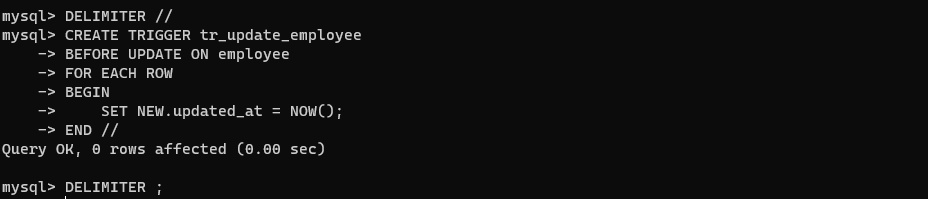 mysql> DELIMITER //
mysql> CREATE TRIGGER tr_update_employee
    -> BEFORE UPDATE ON employee
    -> FOR EACH ROW
    -> BEGIN
    ->     SET NEW.updated_at = NOW();
    -> END //
Query OK, 0 rows affected (0.00 sec)

mysql> DELIMITER ;